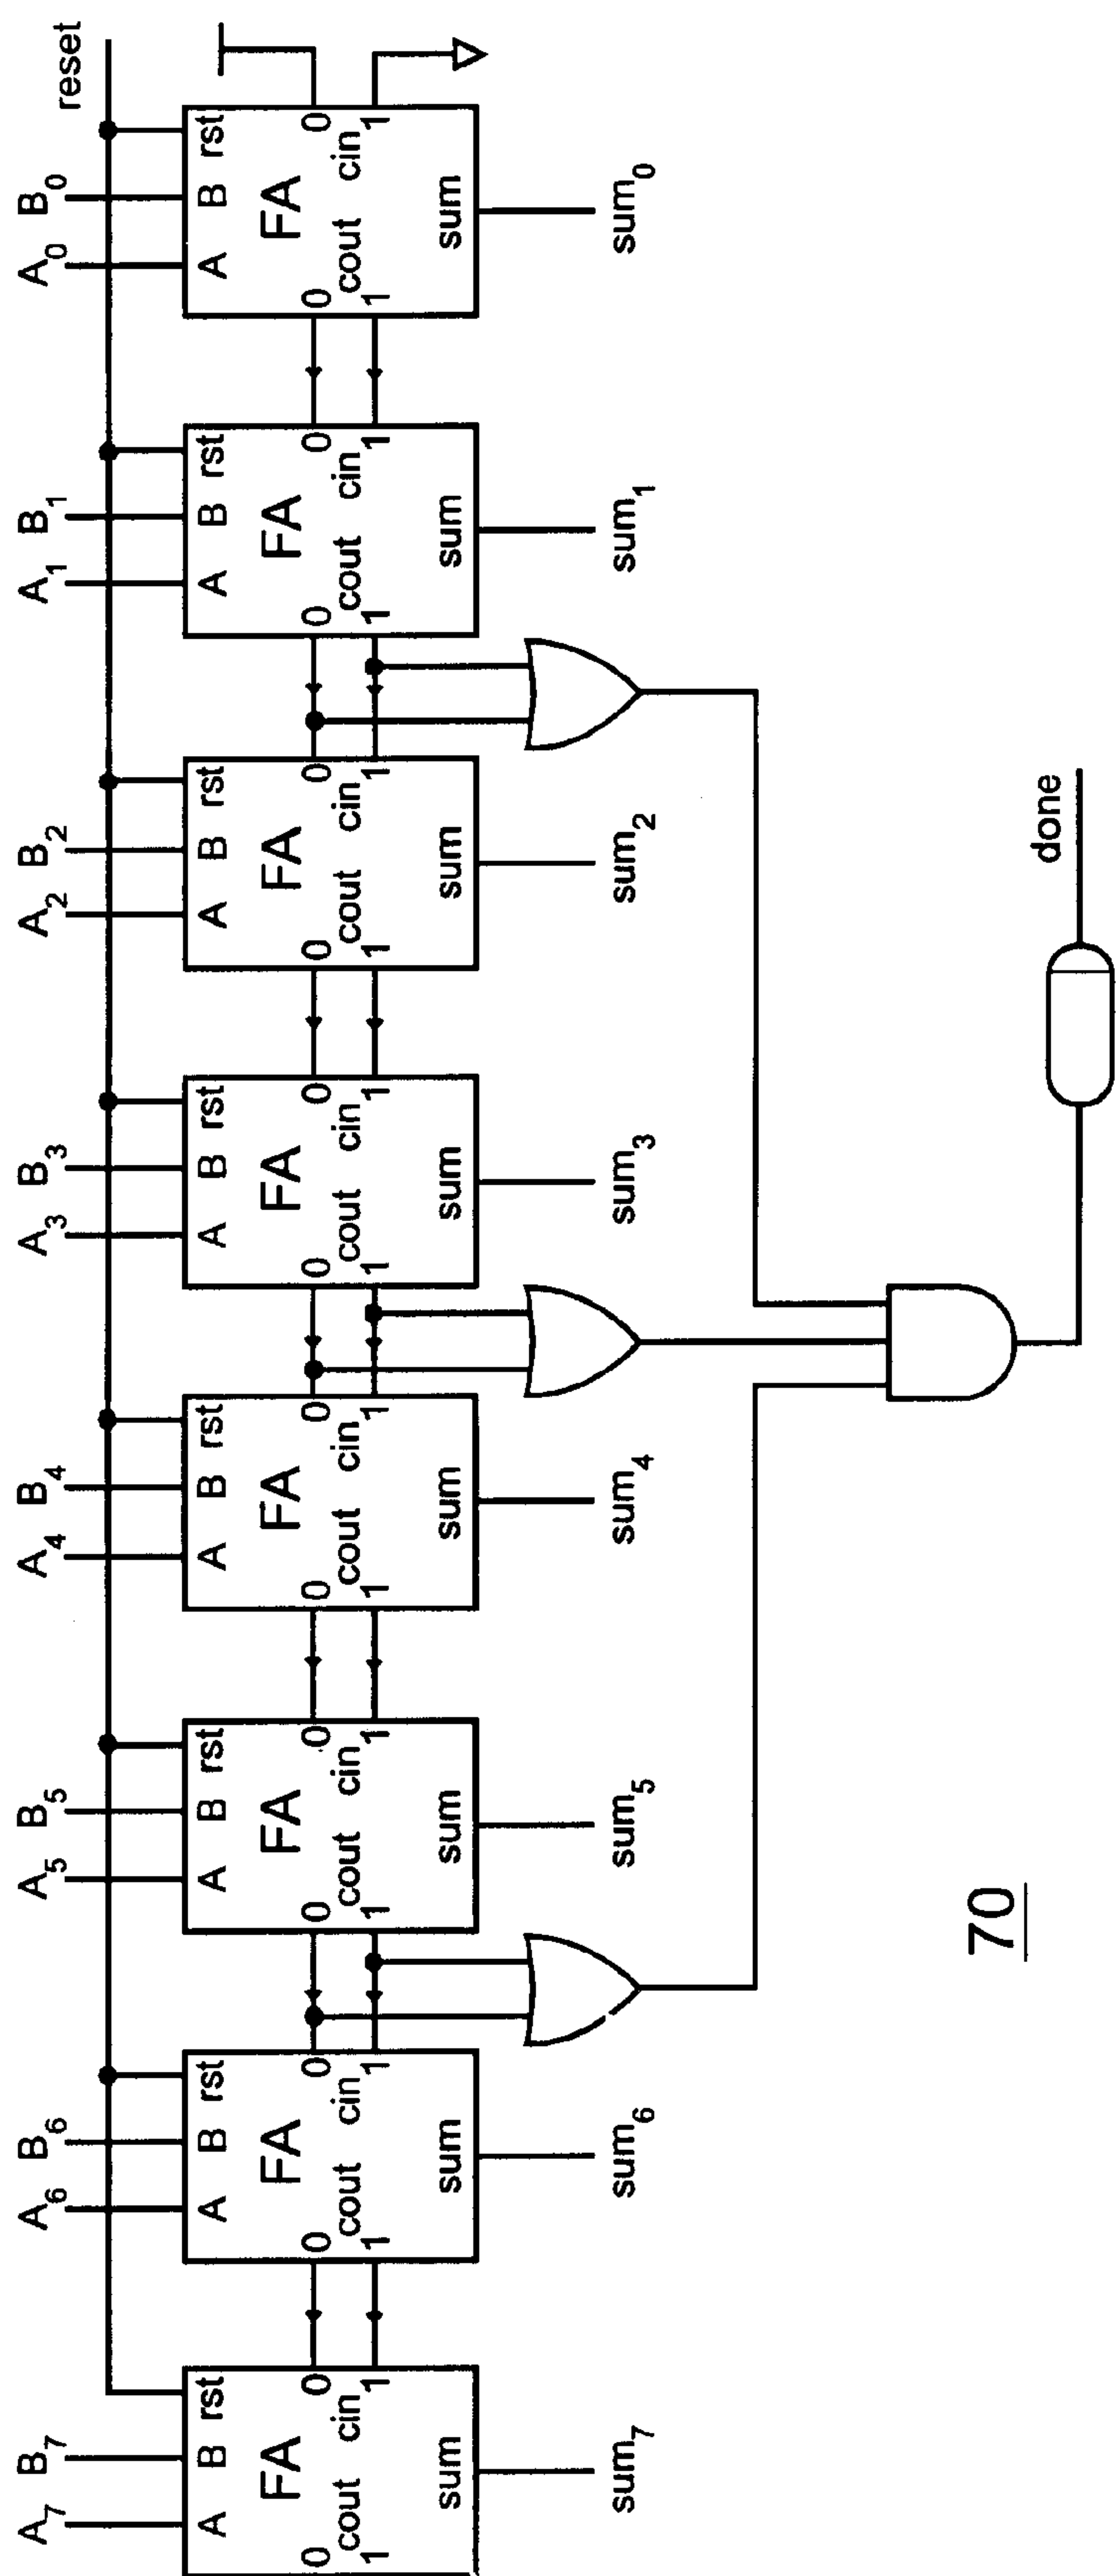 A7 B7 A6 B6 A5 B5 A4 B4 A3 B3 A2 B2 A1 B1 A0 B0
reset
A B rst A B rst A B rst A B rst A B rst A B rst A B rst A B rst
FA FA FA FA FA FA FA FA
0 0 0 0 0 0 0 0 0 0 0 0 0 0 0 0
cout cin cout cin cout cin cout cin cout cin cout cin cout cin cout cin
1 1 1 1 1 1 1 1 1 1 1 1 1 1 1 1
sum sum sum sum sum sum sum sum
sum7 sum6 sum5 sum4 sum3 sum2 sum1 sum0
70
done